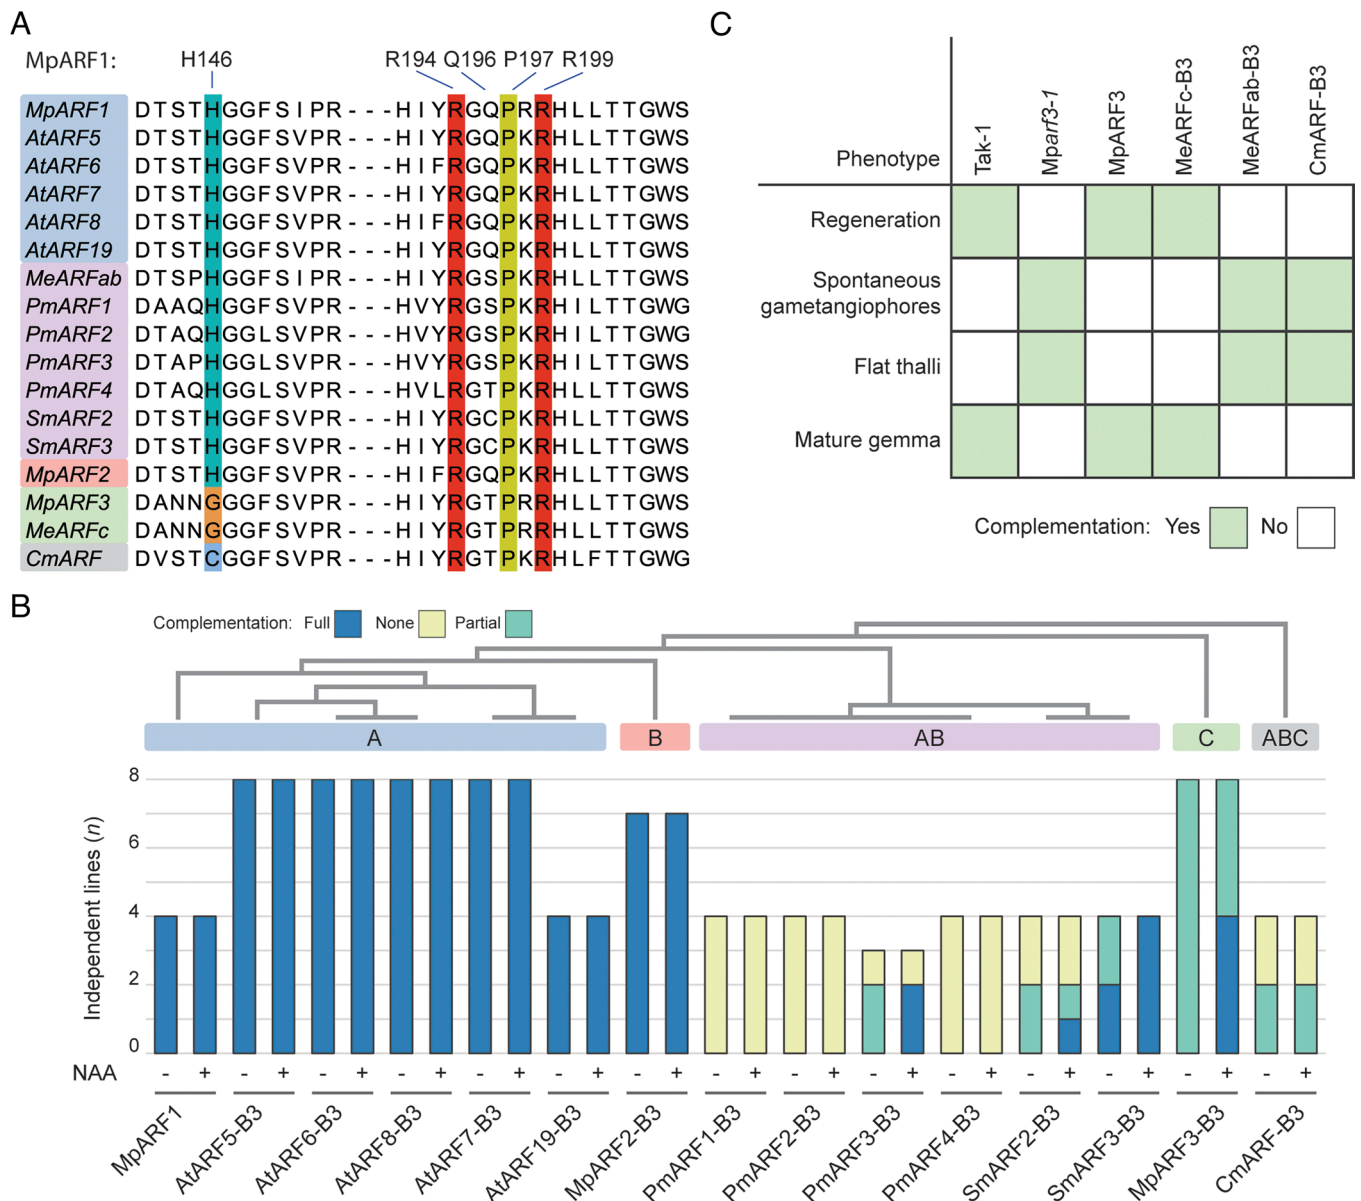 A
MpARF1: H146 R194 Q196 P197 R199
MpARF1 DTSTHGGFSIPR---HIYRGQPRRHLLTTGWS
AtARF5 DTSTHGGFSVPR---HIYRGQPKRHLLTTGWS
AtARF6 DTSTHGGFSVPR---HIFRGQPKRHLLTTGWS
AtARF7 DTSTHGGFSVPR---HIYRGQPKRHLLTTGWS
AtARF8 DTSTHGGFSVPR---HIFRGQPKRHLLTTGWS
AtARF19 DTSTHGGFSVPR---HIYRGQPKRHLLTTGWS
MeARFab DTSPHGGFSIPR---HIYRGSPKRHLLTTGWS
PmARF1 DAAQHGGFSVPR---HVYRGSPKRHILTTGWG
PmARF2 DTAQHGGLSVPR---HVYRGSPKRHILTTGWG
PmARF3 DTAPHGGLSVPR---HVYRGSPKRHILTTGWS
PmARF4 DTAQHGGLSVPR---HVLRGTPKRHLLTTGWS
SmARF2 DTSTHGGFSVPR---HIYRGCPKRHLLTTGWS
SmARF3 DTSTHGGFSVPR---HIYRGCPKRHLLTTGWS
MpARF2 DTSTHGGFSVPR---HIFRGQPKRHLLTTGWS
MpARF3 DANNGGGFSVPR---HIYRGTPRRHLLTTGWS
MeARFc DANNGGGFSVPR---HIYRGTPRRHLLTTGWS
CmARF DVSTCGGFSVPR---HIYRGTPKRHLFTTGWG
C
Phenotype
Tak-1
Mparf3-1
MpARF3
MeARFc-B3
MeARFab-B3
CmARF-B3
Regeneration
Spontaneous
gametangiophores
Flat thalli
Mature gemma
Complementation: Yes No
B
Complementation: Full None Partial
A B AB C ABC
Independent lines (n)
8
6
4
2
0
NAA - + - + - + - + - + - + - + - + - + - + - + - + - + - + - +
MpARF1
AtARF5-B3
AtARF6-B3
AtARF8-B3
AtARF7-B3
AtARF19-B3
MpARF2-B3
PmARF1-B3
PmARF2-B3
PmARF3-B3
PmARF4-B3
SmARF2-B3
SmARF3-B3
MpARF3-B3
CmARF-B3